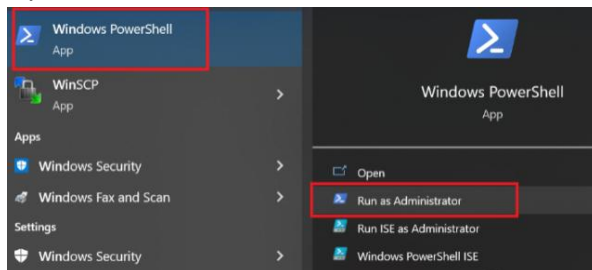 Windows PowerShell
App
WinSCP
App
Apps
Windows Security
Windows Fax and Scan
Settings
Windows Security
Windows PowerShell
App
Open
Run as Administrator
Run ISE as Administrator
Windows PowerShell ISE